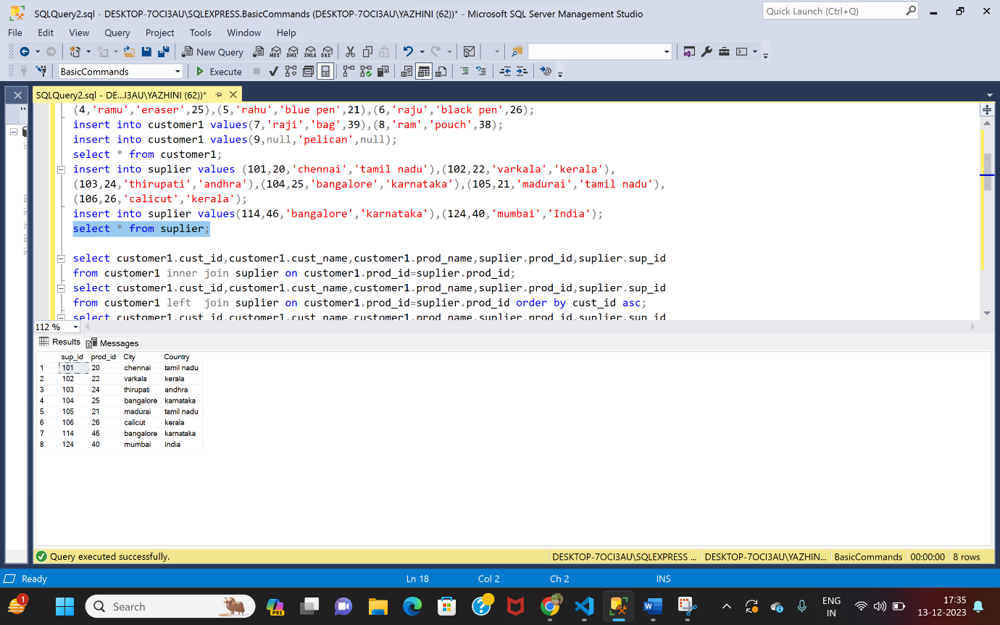 SQLQuery2.sql - DESKTOP-7OCI3AU\SQLEXPRESS.BasicCommands (DESKTOP-7OCI3AU\YAZHINI (62))* - Microsoft SQL Server Management Studio
Quick Launch (Ctrl+Q)
File Edit View Query Project Tools Window Help
New Query MDX DMX XMLA DAX
BasicCommands Execute
SQLQuery2.sql - DE...I3AU\YAZHINI (62))*
(4,'ramu','eraser',25),(5,'rahu','blue pen',21),(6,'raju','black pen',26);
insert into customer1 values(7,'raji','bag',39),(8,'ram','pouch',38);
insert into customer1 values(9,null,'pelican',null);
select * from customer1;
insert into suplier values (101,20,'chennai','tamil nadu'),(102,22,'varkala','kerala'),
(103,24,'thirupati','andhra'),(104,25,'bangalore','karnataka'),(105,21,'madurai','tamil nadu'),
(106,26,'calicut','kerala');
insert into suplier values(114,46,'bangalore','karnataka'),(124,40,'mumbai','India');
select * from suplier;
select customer1.cust_id,customer1.cust_name,customer1.prod_name,suplier.prod_id,suplier.sup_id
from customer1 inner join suplier on customer1.prod_id=suplier.prod_id;
select customer1.cust_id,customer1.cust_name,customer1.prod_name,suplier.prod_id,suplier.sup_id
from customer1 left  join suplier on customer1.prod_id=suplier.prod_id order by cust_id asc;
select customer1.cust_id,customer1.cust_name,customer1.prod_name,suplier.prod_id,suplier.sup_id
112 %
Results Messages
sup_id prod_id City Country
1 101 20 chennai tamil nadu
2 102 22 varkala kerala
3 103 24 thirupati andhra
4 104 25 bangalore karnataka
5 105 21 madurai tamil nadu
6 106 26 calicut kerala
7 114 46 bangalore karnataka
8 124 40 mumbai India
Query executed successfully. DESKTOP-7OCI3AU\SQLEXPRESS ... DESKTOP-7OCI3AU\YAZHIN... BasicCommands 00:00:00 8 rows
Ready Ln 18 Col 2 Ch 2 INS
1 Search PRE W ENG 17:35
IN 13-12-2023